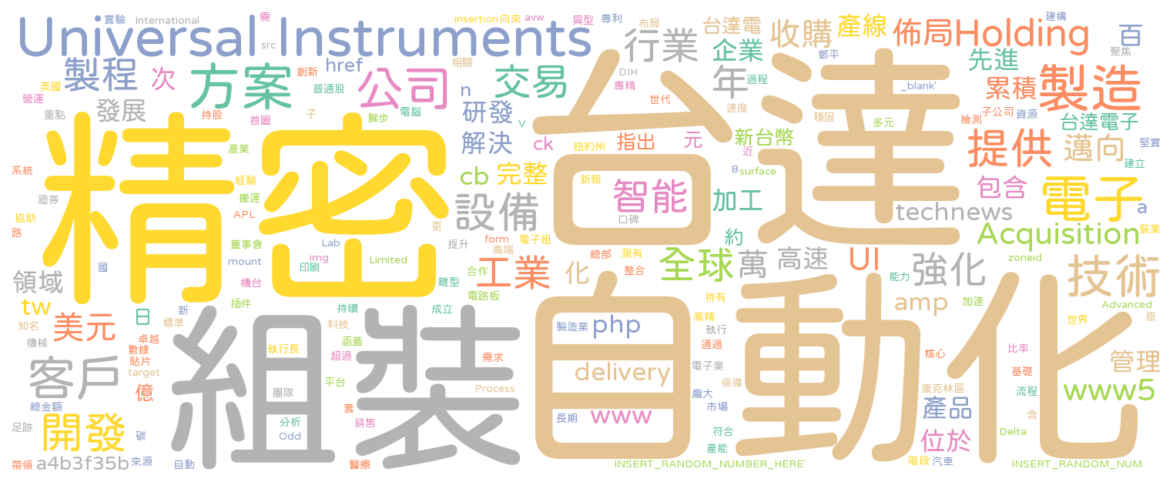 實驗 International 需 insertion 向來 avw 異型 專利 布局 台達電 收購 產線 佈局 Holding 建構 百
Universal Instruments src 行業 企業 先進 聚焦
製程 次 方案 創新 href 公司 交易 相關 DIH 專精 年 過程 鄭平 _blank' 累積 製造
美國 營運 普通股 n 研發 世代 速度 穩固 檢測 子公司 資源
發展 重點 持股 首圈 子 電腦 腳步 v 解決 ck 紐約州 指出 元 新台幣 多元 台達電子 堅實
精密 台達 提供 邁向
產業 系統 經驗 cb 完整 新報 近 B surface 建立
證券 搬運 智能 加工 包含 電子 a
協助 路 APL 更 設備 口碑 technews
董事會 Lab form 電子組 高端 約 Acquisition 裝業
國 mount img Limited 提升 總部 現有 全球 萬 高速 UI zoneid
領域 印刷 工業 化 整合 強化 技術
機台 合作 雛型 能力
tw 插件 持續 電路板 持有 amp 加速 Advanced
日 新 成立 高精 世界 原
知名 美元 標準 科技 製造業 php 執行
機械 卓越 涵蓋 通過
組裝 自動化
數據 執行長 超過 需求 電子業 核心 比率 管理
客戶 貼片 target 平台 delivery 領導 基礎
億 團隊 Process 康克林區 流程 www5
總金額 套 龐大 產品
足跡 開發 分析 銷售 長期 www 市場 含
碳 Odd 符合 位於 Delta
帶領 a4b3f35b 來源 自動 醫療 產能 INSERT_RANDOM_NUMBER_HERE' 階段 汽車 INSERT_RANDOM_NUM